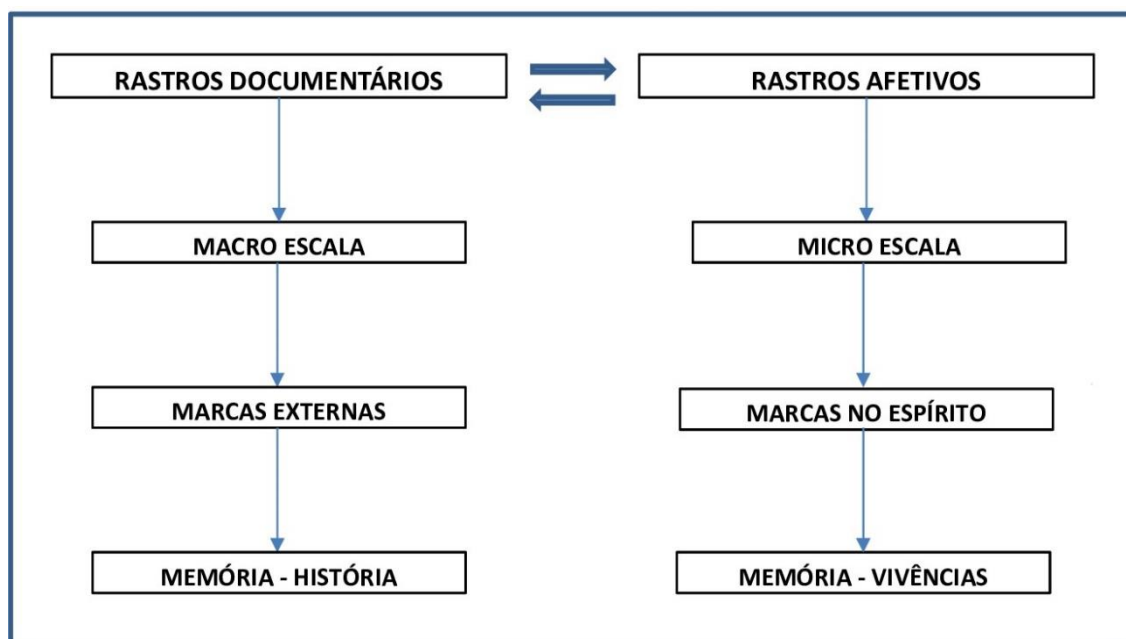 RASTROS DOCUMENTÁRIOS
RASTROS AFETIVOS
MACRO ESCALA
MICRO ESCALA
MARCAS EXTERNAS
MARCAS NO ESPÍRITO
MEMÓRIA - HISTÓRIA
MEMÓRIA - VIVÊNCIAS